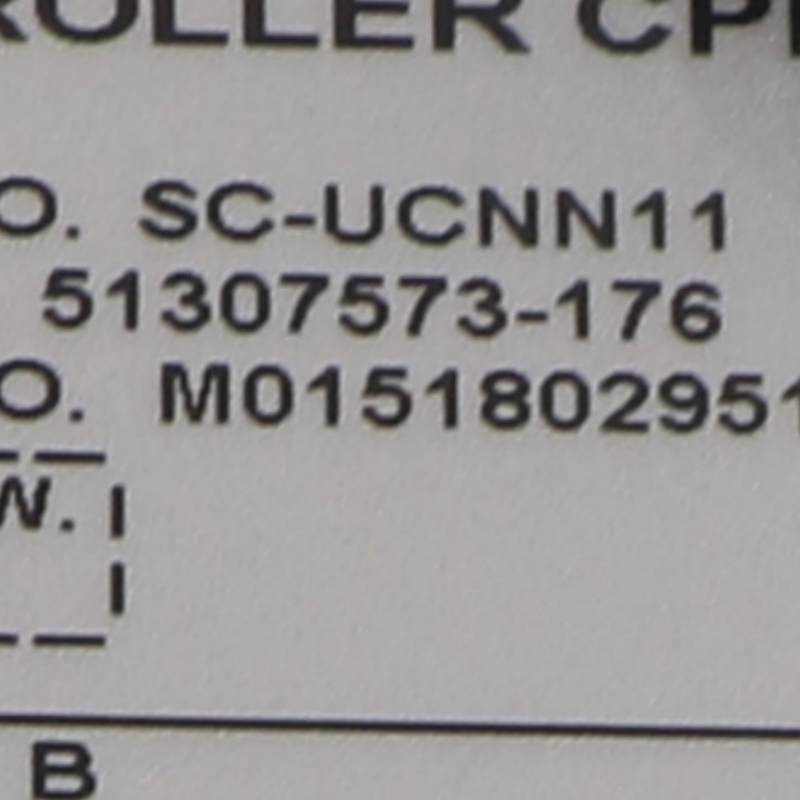 ROLLER CP
O. SC-UCNN11
51307573-176
O. M0151802951
W.
B